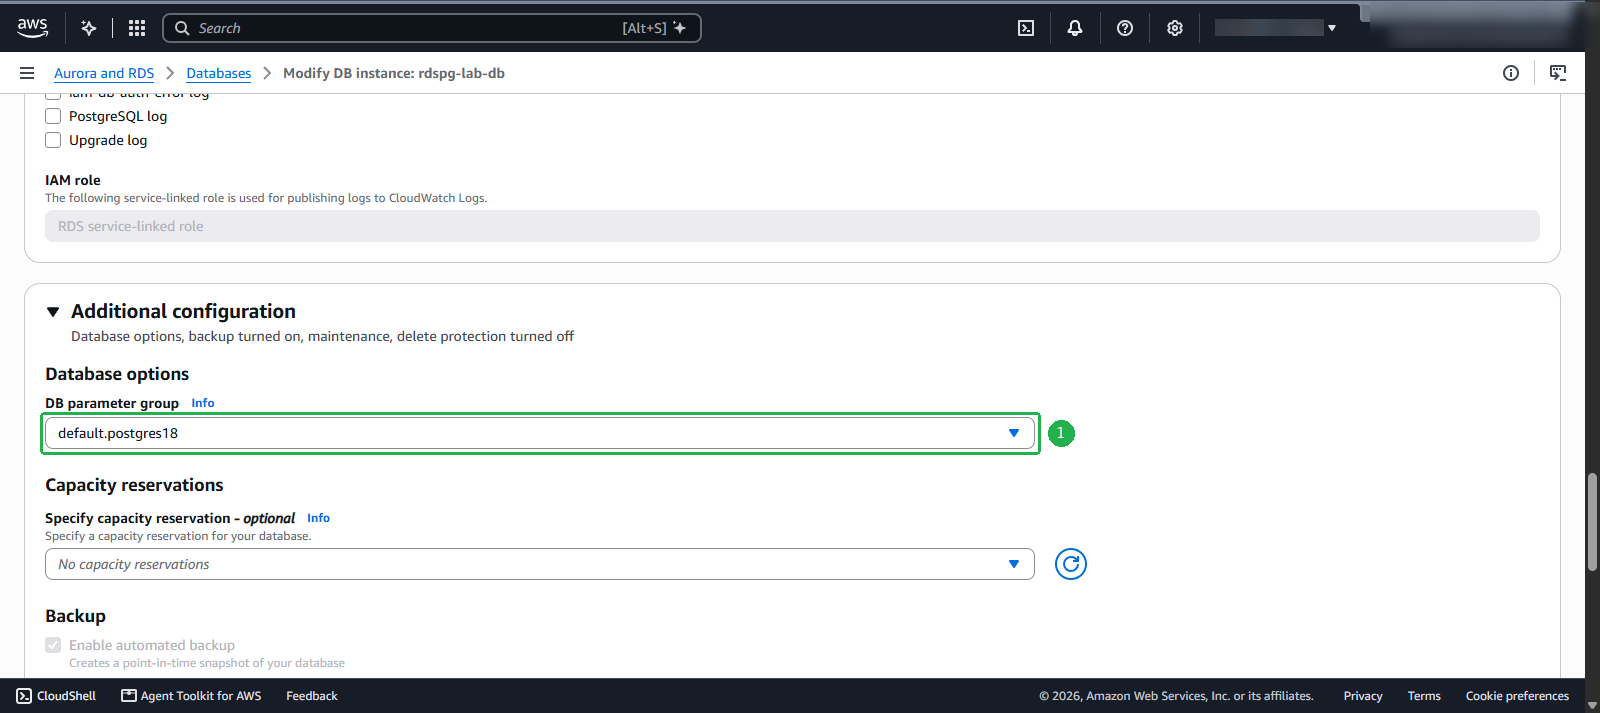 aws
Search [Alt+S]
Aurora and RDS > Databases > Modify DB instance: rdspg-lab-db
iam-db-auth-error log
PostgreSQL log
Upgrade log
IAM role
The following service-linked role is used for publishing logs to CloudWatch Logs.
RDS service-linked role
Additional configuration
Database options, backup turned on, maintenance, delete protection turned off
Database options
DB parameter group Info
default.postgres18
1
Capacity reservations
Specify capacity reservation - optional Info
Specify a capacity reservation for your database.
No capacity reservations
Backup
Enable automated backup
Creates a point-in-time snapshot of your database
CloudShell Agent Toolkit for AWS Feedback © 2026, Amazon Web Services, Inc. or its affiliates. Privacy Terms Cookie preferences